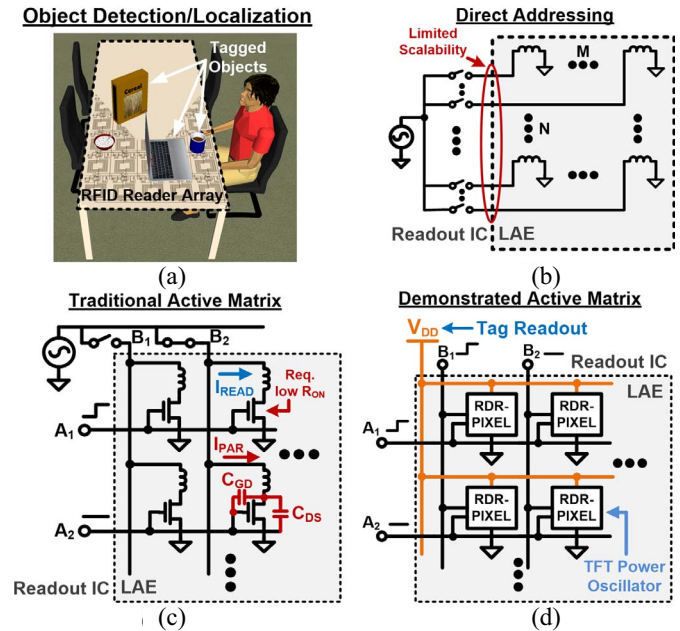 Object Detection/Localization
Tagged
Objects
Cereal
RFID Reader Array
(a)
Direct Addressing
Limited
Scalability
M
N
Readout IC
LAE
(b)
Traditional Active Matrix
B1
B2
IREAD
Req.
low RON
A1
IPAR
CGD
CDS
A2
Readout IC
LAE
(c)
Demonstrated Active Matrix
VDD
Tag Readout
B1
B2
Readout IC
LAE
RDR-
PIXEL
RDR-
PIXEL
A1
RDR-
PIXEL
RDR-
PIXEL
A2
TFT Power
Oscillator
(d)